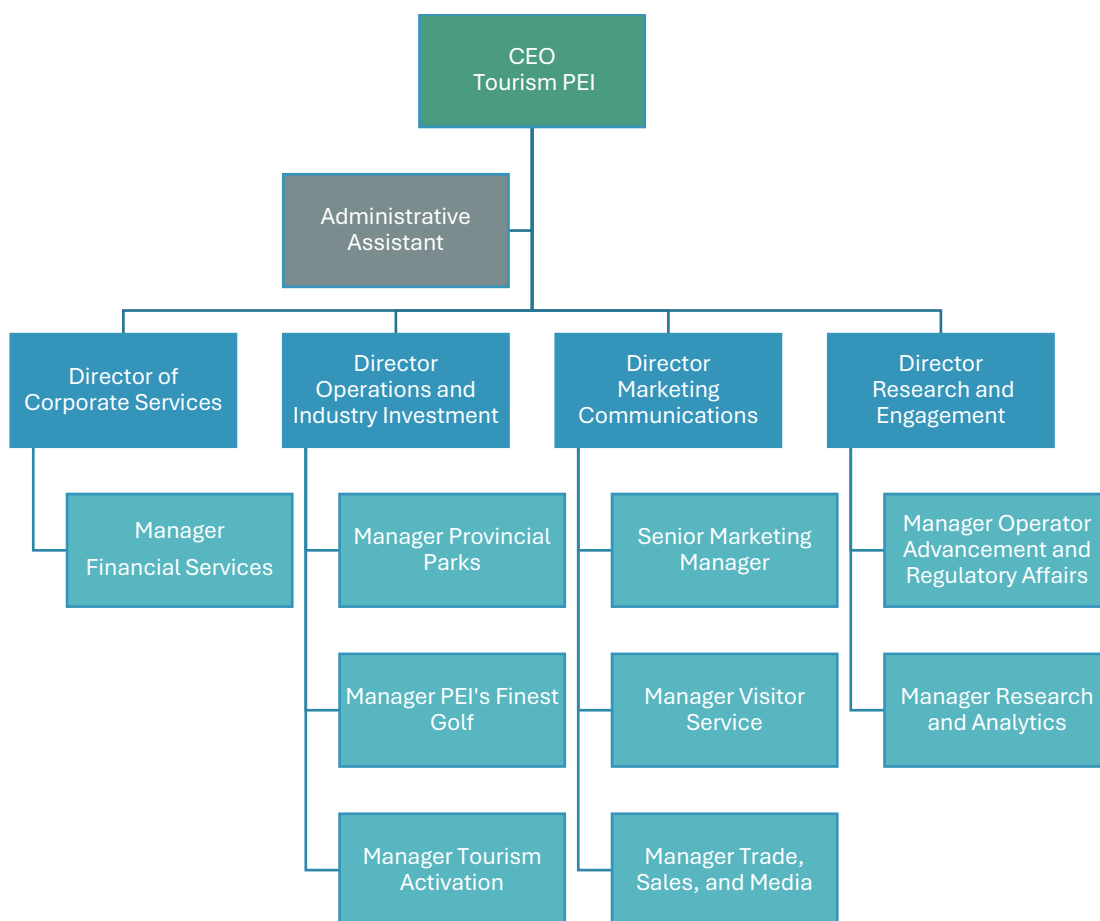 CEO
Tourism PEI
Administrative
Assistant
Director of
Corporate Services
Director
Operations and
Industry Investment
Director
Marketing
Communications
Director
Research and
Engagement
Manager
Financial Services
Manager Provincial
Parks
Senior Marketing
Manager
Manager Operator
Advancement and
Regulatory Affairs
Manager PEI's Finest
Golf
Manager Visitor
Service
Manager Research
and Analytics
Manager Tourism
Activation
Manager Trade,
Sales, and Media